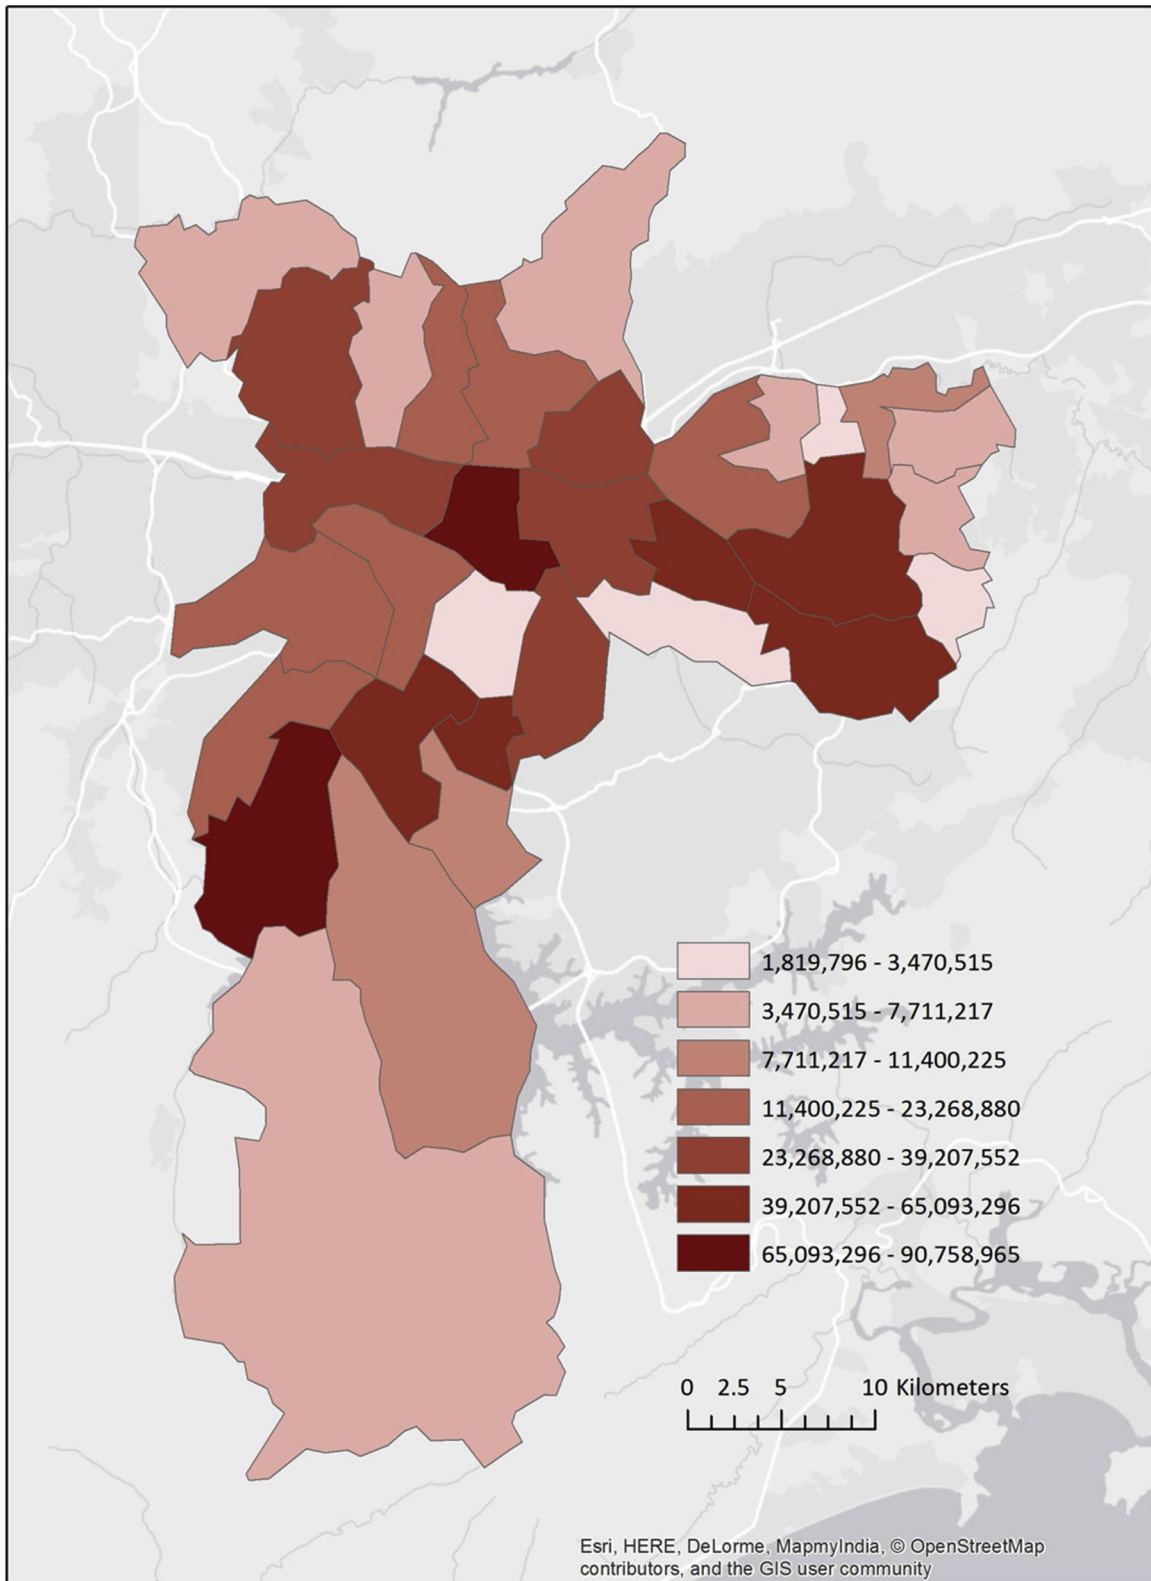 1,819,796 - 3,470,515
3,470,515 - 7,711,217
7,711,217 - 11,400,225
11,400,225 - 23,268,880
23,268,880 - 39,207,552
39,207,552 - 65,093,296
65,093,296 - 90,758,965
0 2.5 5 10 Kilometers
Esri, HERE, DeLorme, MapmyIndia, © OpenStreetMap
contributors, and the GIS user community